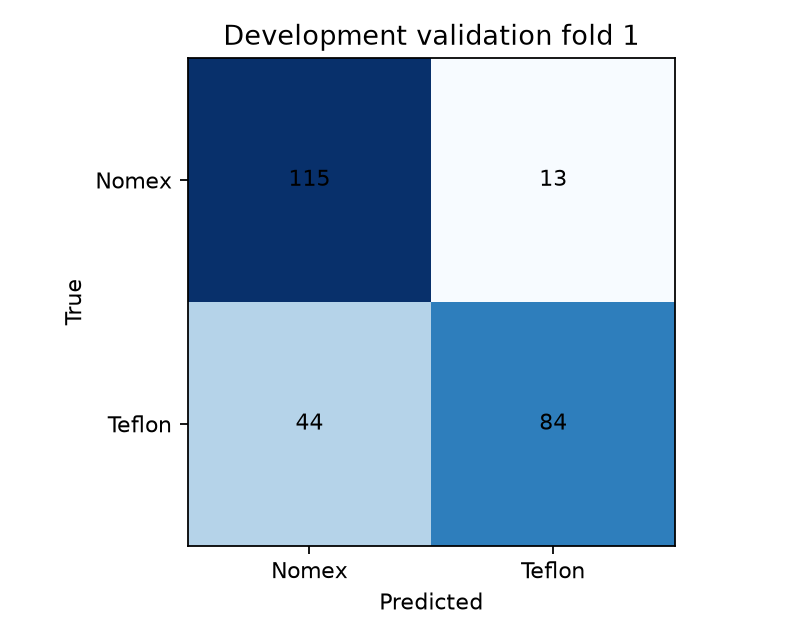 Development validation fold 1
True
Nomex
115
13
Teflon
44
84
Nomex
Teflon
Predicted